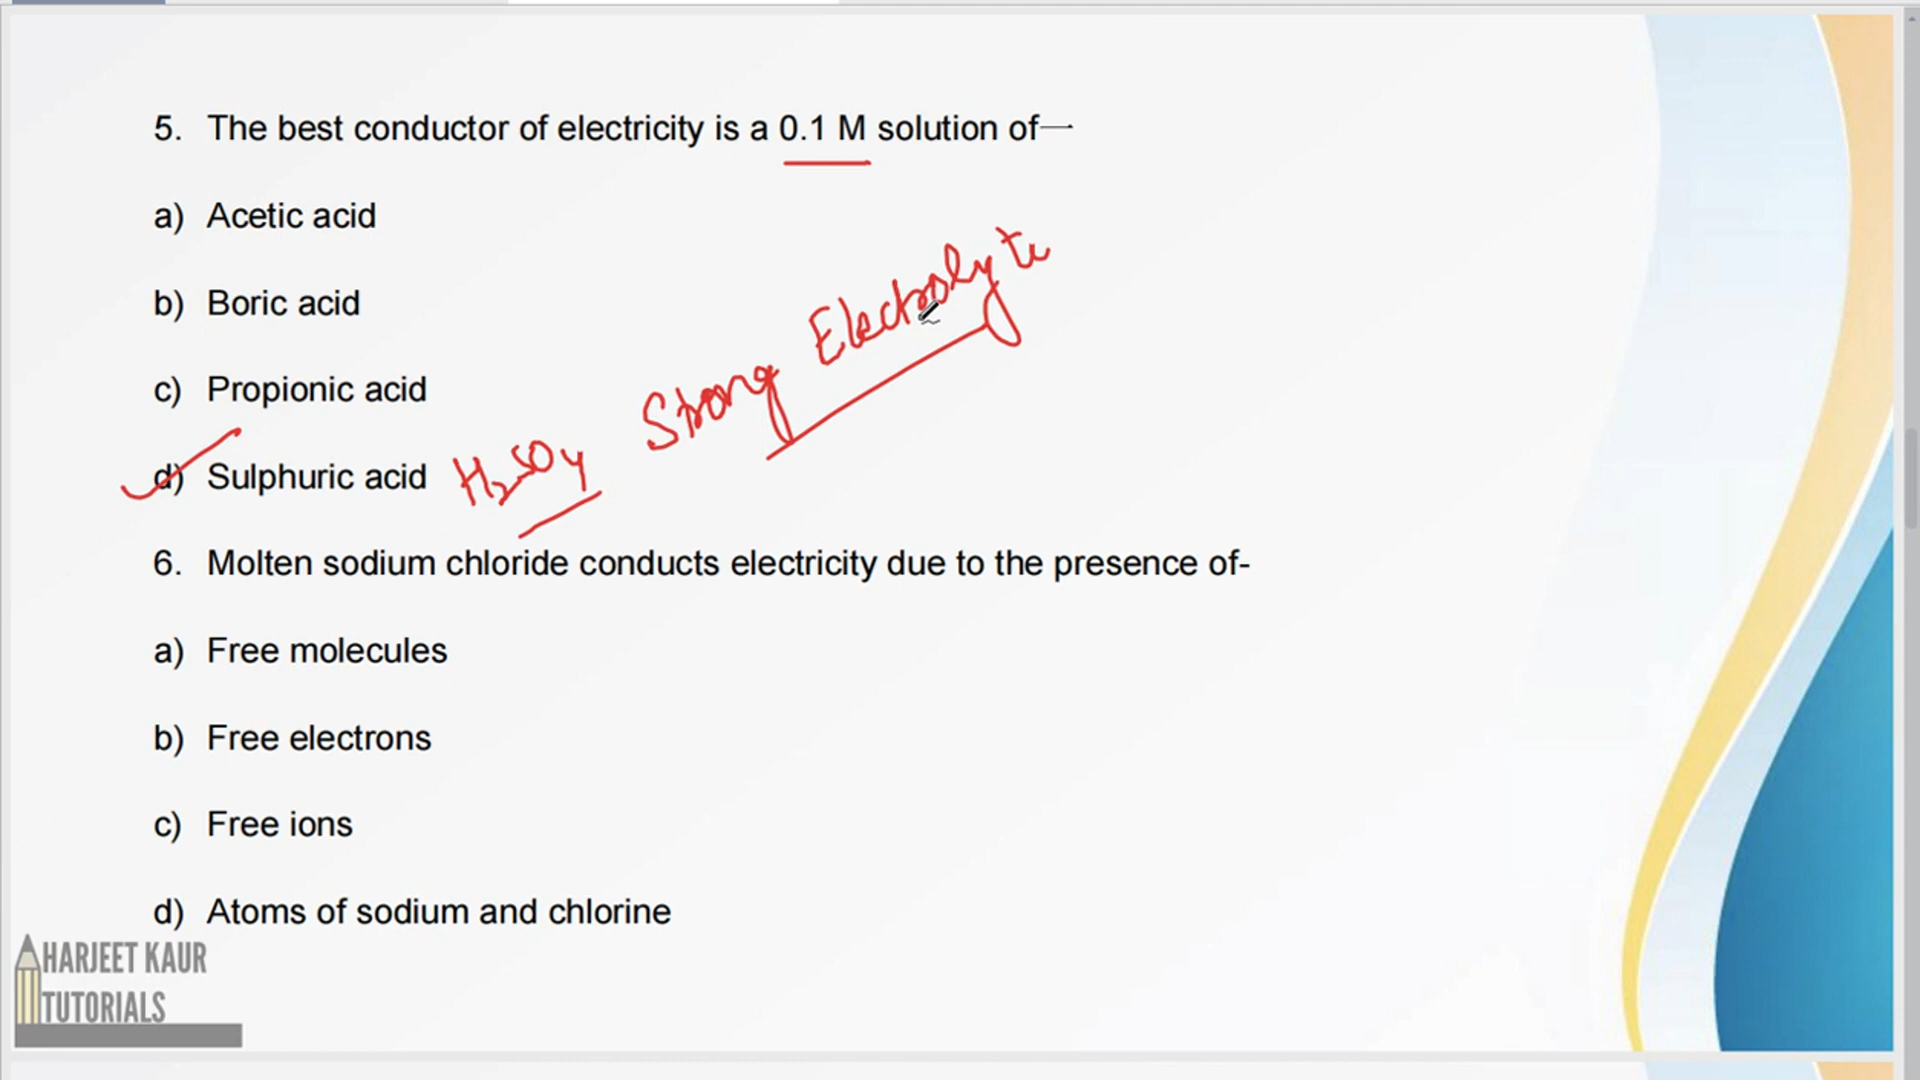 5. The best conductor of electricity is a 0.1 M solution of—
a) Acetic acid
b) Boric acid
c) Propionic acid
d) Sulphuric acid H₂SO₄ Strong Electrolyte
6. Molten sodium chloride conducts electricity due to the presence of-
a) Free molecules
b) Free electrons
c) Free ions
d) Atoms of sodium and chlorine
HARJEET KAUR
TUTORIALS